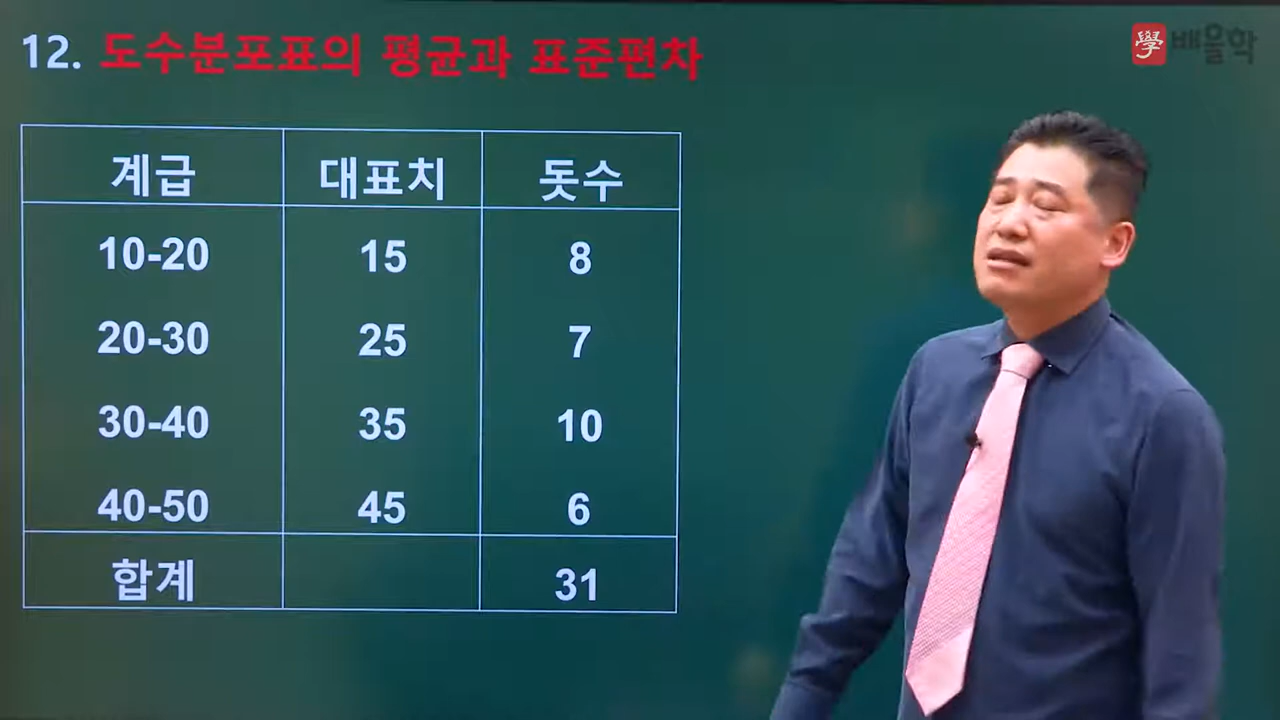 12. 도수분포표의 평균과 표준편차
學 배울학
계급 대표치 돗수
10-20 15 8
20-30 25 7
30-40 35 10
40-50 45 6
합계 31